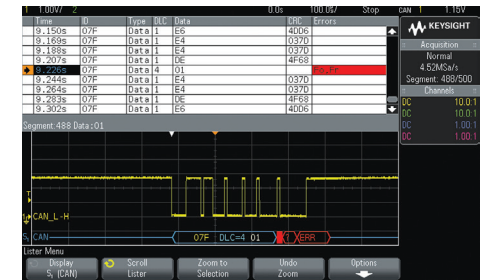 1 1.00V/ 2 0.0s 100.0%/ Stop CAN 1 1.15V
Time ID Type DLC Data CRC Errors
9.150s 07F Data 1 E6 4DD6
9.169s 07F Data 1 E4 037D
9.188s 07F Data 1 E4 037D
9.207s 07F Data 1 DE 4F68
9.226s 07F Data 4 01 Fo,Fr
9.244s 07F Data 1 E4 037D
9.264s 07F Data 1 E4 037D
9.283s 07F Data 1 DE 4F68
9.302s 07F Data 1 E6 4DD6
KEYSIGHT
Acquisition
Normal
4.52MSa/s
Segment: 488/500
Channels
DC 10.0:1
DC 10.0:1
DC 1.00:1
DC 1.00:1
Segment:488 Data:01
T
CAN_L-H
S1 CAN 07F DLC=4 01 ? ERR
Lister Menu
Display Scroll Zoom to Undo Options
S1 (CAN) Lister Selection Zoom